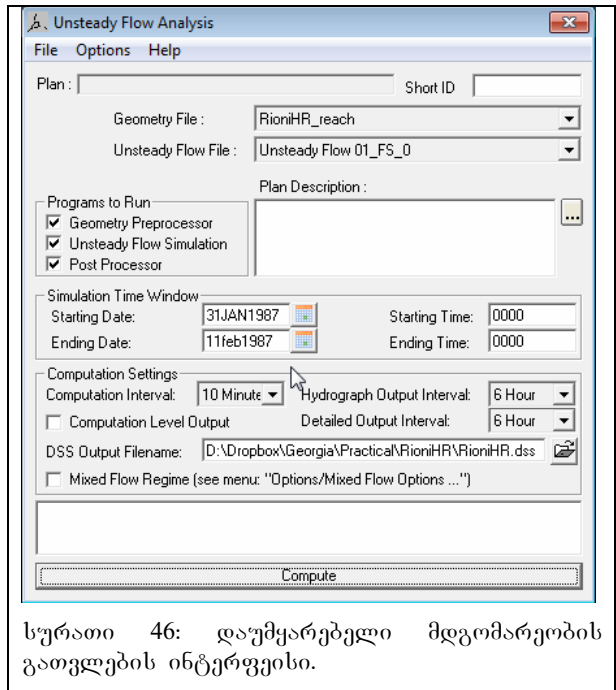 Unsteady Flow Analysis
File Options Help
Plan : Short ID
Geometry File : RioniHR_reach
Unsteady Flow File : Unsteady Flow 01_FS_0
Plan Description :
Programs to Run
Geometry Preprocessor
Unsteady Flow Simulation
Post Processor
...
Simulation Time Window
Starting Date: 31JAN1987 Starting Time: 0000
Ending Date: 11feb1987 Ending Time: 0000
Computation Settings
Computation Interval: 10 Minute Hydrograph Output Interval: 6 Hour
Computation Level Output Detailed Output Interval: 6 Hour
DSS Output Filename: D:\Dropbox\Georgia\Practical\RioniHR\RioniHR.dss
Mixed Flow Regime (see menu: "Options/Mixed Flow Options ...")
Compute
სურათი 46: დაუმყარებელი მდგომარეობის
გათვლების ინტერფეისი.